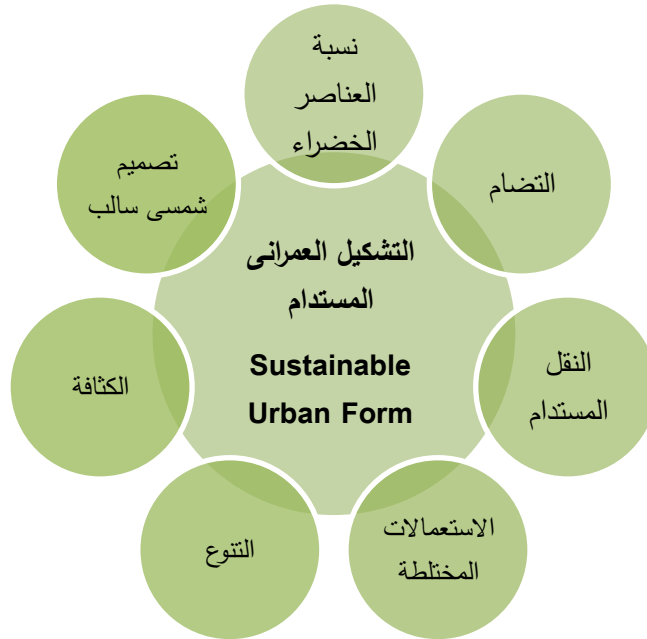 نسبة
العناصر
الخضراء
التضام
النقل
المستدام
الاستعمالات
المختلطة
التنوع
الكثافة
تصميم
شمسى سالب
التشكيل العمرانى
المستدام
Sustainable
Urban Form